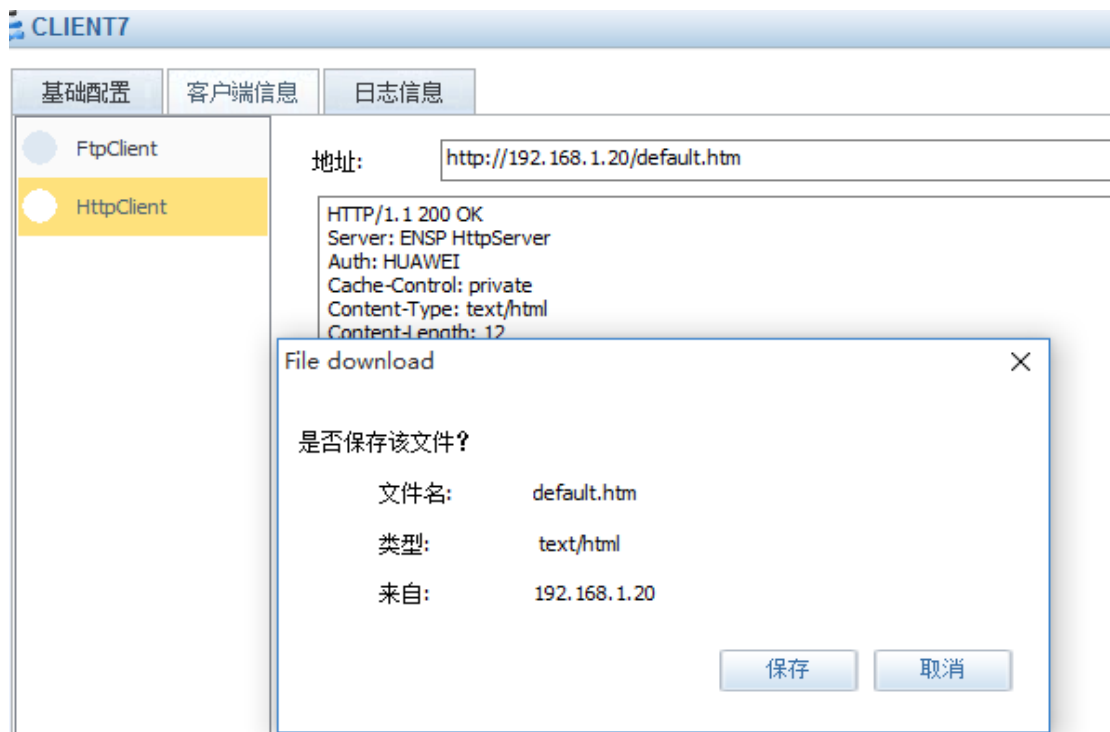 CLIENT7
基础配置 客户端信息 日志信息
FtpClient
HttpClient
地址: http://192.168.1.20/default.htm
HTTP/1.1 200 OK
Server: ENSP HttpServer
Auth: HUAWEI
Cache-Control: private
Content-Type: text/html
Content-Length: 12
File download
是否保存该文件?
文件名: default.htm
类型: text/html
来自: 192.168.1.20
保存 取消